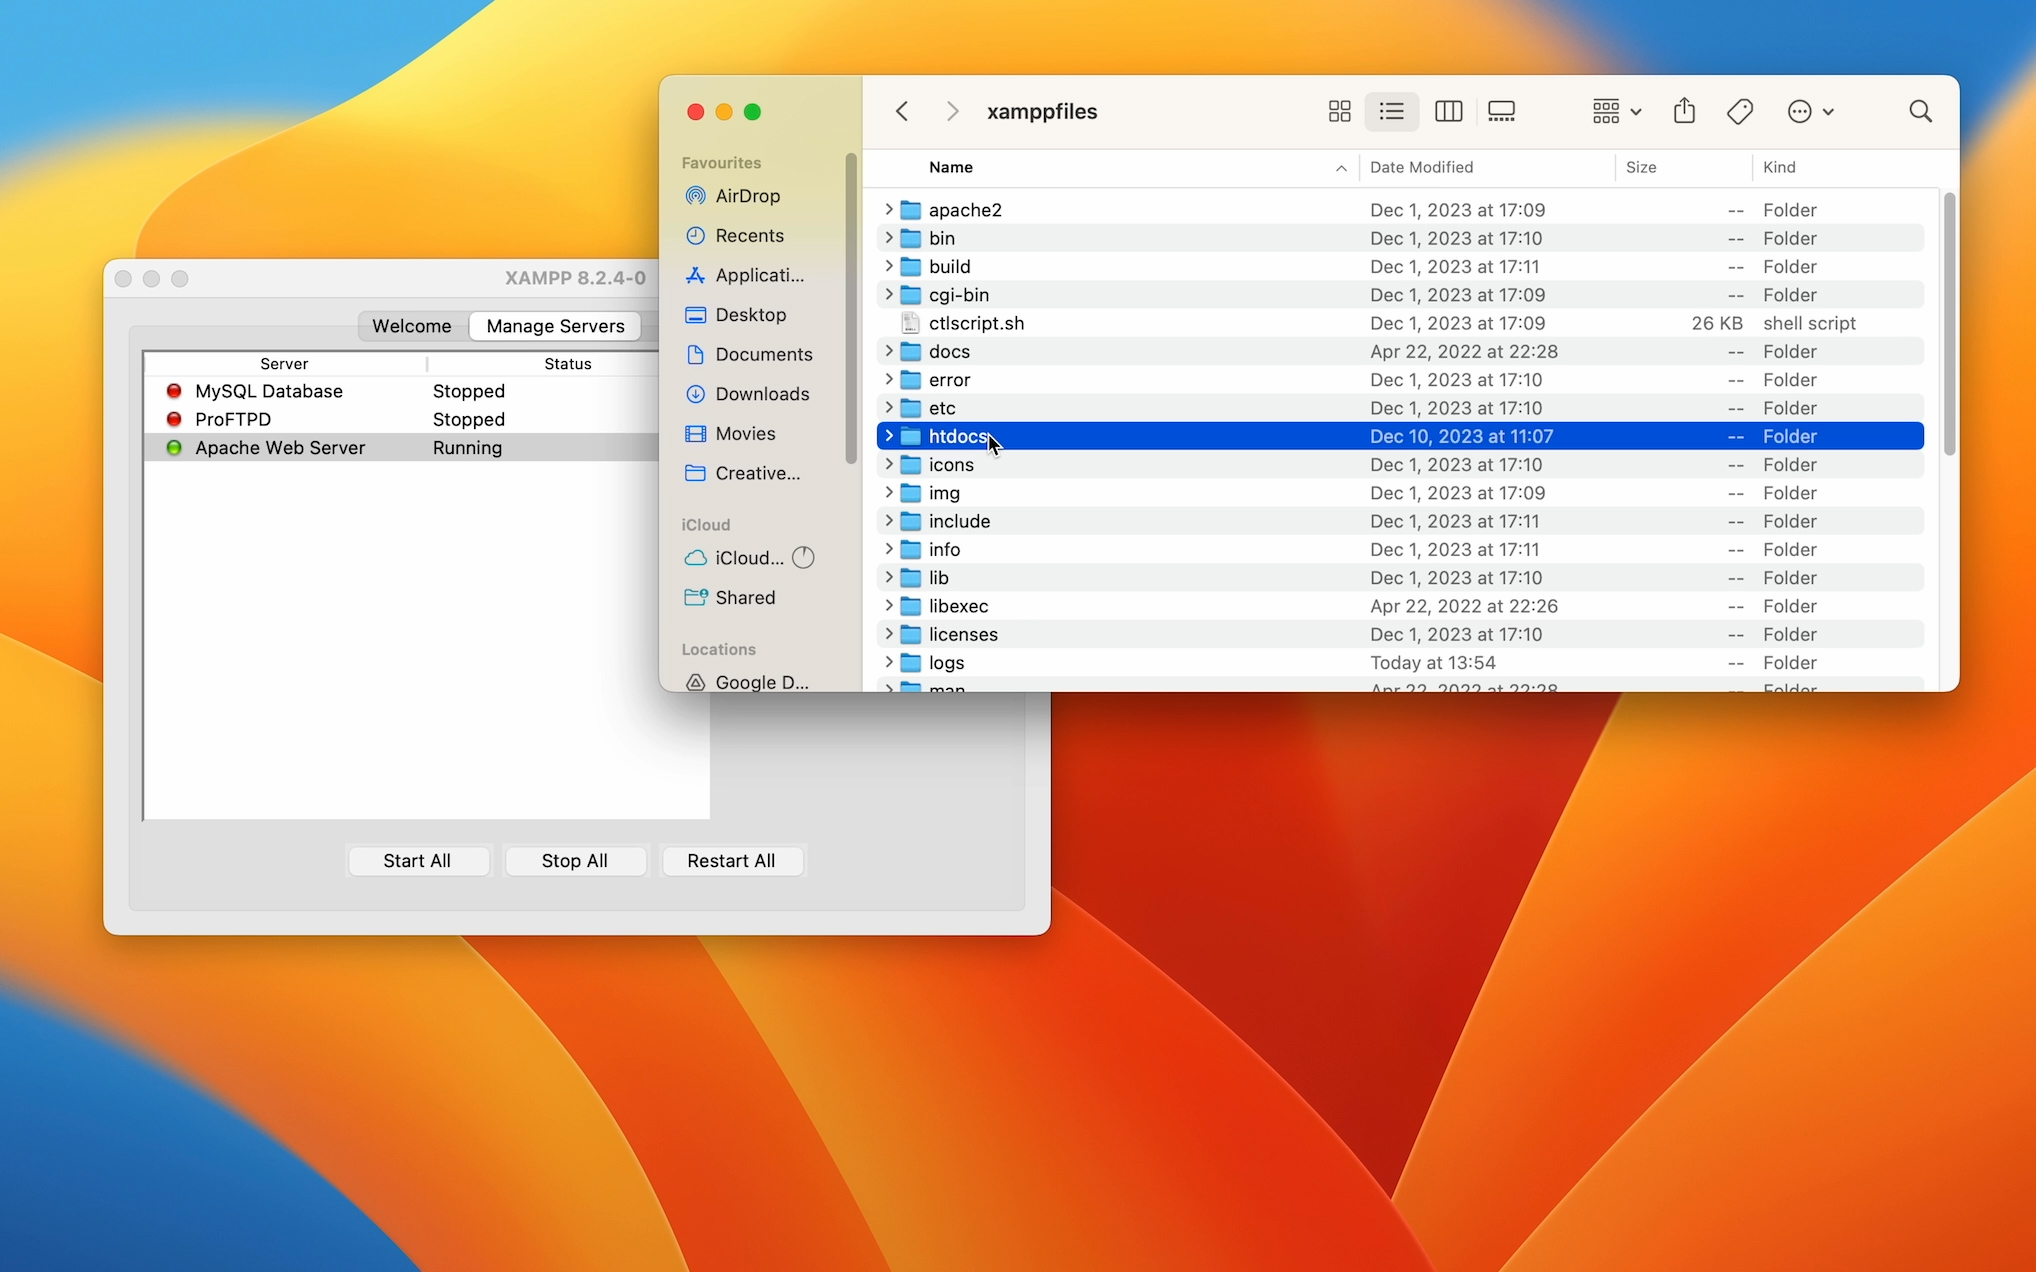 xamppfiles
Name Date Modified Size Kind
Favourites
AirDrop
Recents
Applicati...
Desktop
Documents
Downloads
Movies
Creative...
iCloud
iCloud...
Shared
Locations
Google D...
apache2 Dec 1, 2023 at 17:09 -- Folder
bin Dec 1, 2023 at 17:10 -- Folder
build Dec 1, 2023 at 17:11 -- Folder
cgi-bin Dec 1, 2023 at 17:09 -- Folder
ctlscript.sh Dec 1, 2023 at 17:09 26 KB shell script
docs Apr 22, 2022 at 22:28 -- Folder
error Dec 1, 2023 at 17:10 -- Folder
etc Dec 1, 2023 at 17:10 -- Folder
htdocs Dec 10, 2023 at 11:07 -- Folder
icons Dec 1, 2023 at 17:10 -- Folder
img Dec 1, 2023 at 17:09 -- Folder
include Dec 1, 2023 at 17:11 -- Folder
info Dec 1, 2023 at 17:11 -- Folder
lib Dec 1, 2023 at 17:10 -- Folder
libexec Apr 22, 2022 at 22:26 -- Folder
licenses Dec 1, 2023 at 17:10 -- Folder
logs Today at 13:54 -- Folder
man Apr 22, 2022 at 22:28 -- Folder
XAMPP 8.2.4-0
Welcome Manage Servers
Server Status
MySQL Database Stopped
ProFTPD Stopped
Apache Web Server Running
Start All Stop All Restart All